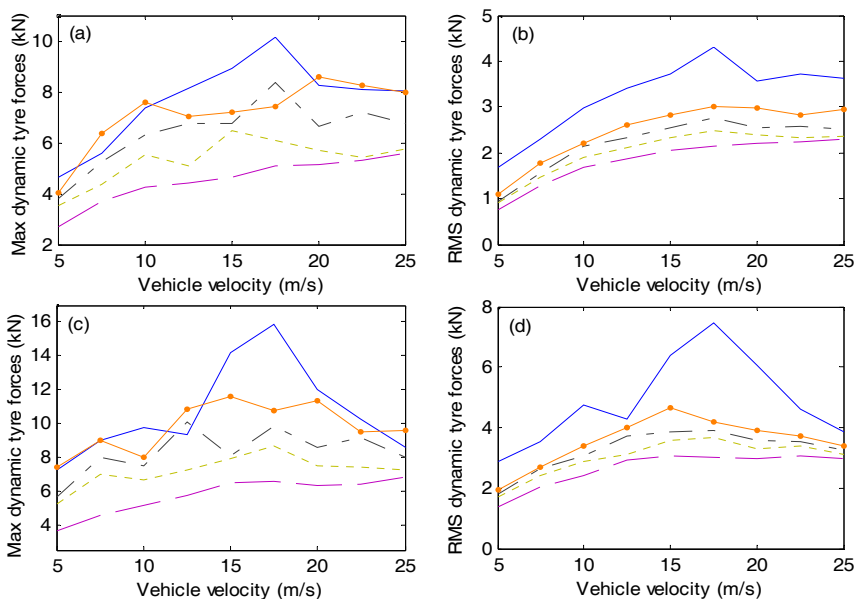 (a)
Max dynamic tyre forces (kN)
10
8
6
4
2
5 10 15 20 25
Vehicle velocity (m/s)
(b)
RMS dynamic tyre forces (kN)
5
4
3
2
1
0
5 10 15 20 25
Vehicle velocity (m/s)
(c)
Max dynamic tyre forces (kN)
16
14
12
10
8
6
4
5 10 15 20 25
Vehicle velocity (m/s)
(d)
RMS dynamic tyre forces (kN)
8
6
4
2
0
5 10 15 20 25
Vehicle velocity (m/s)